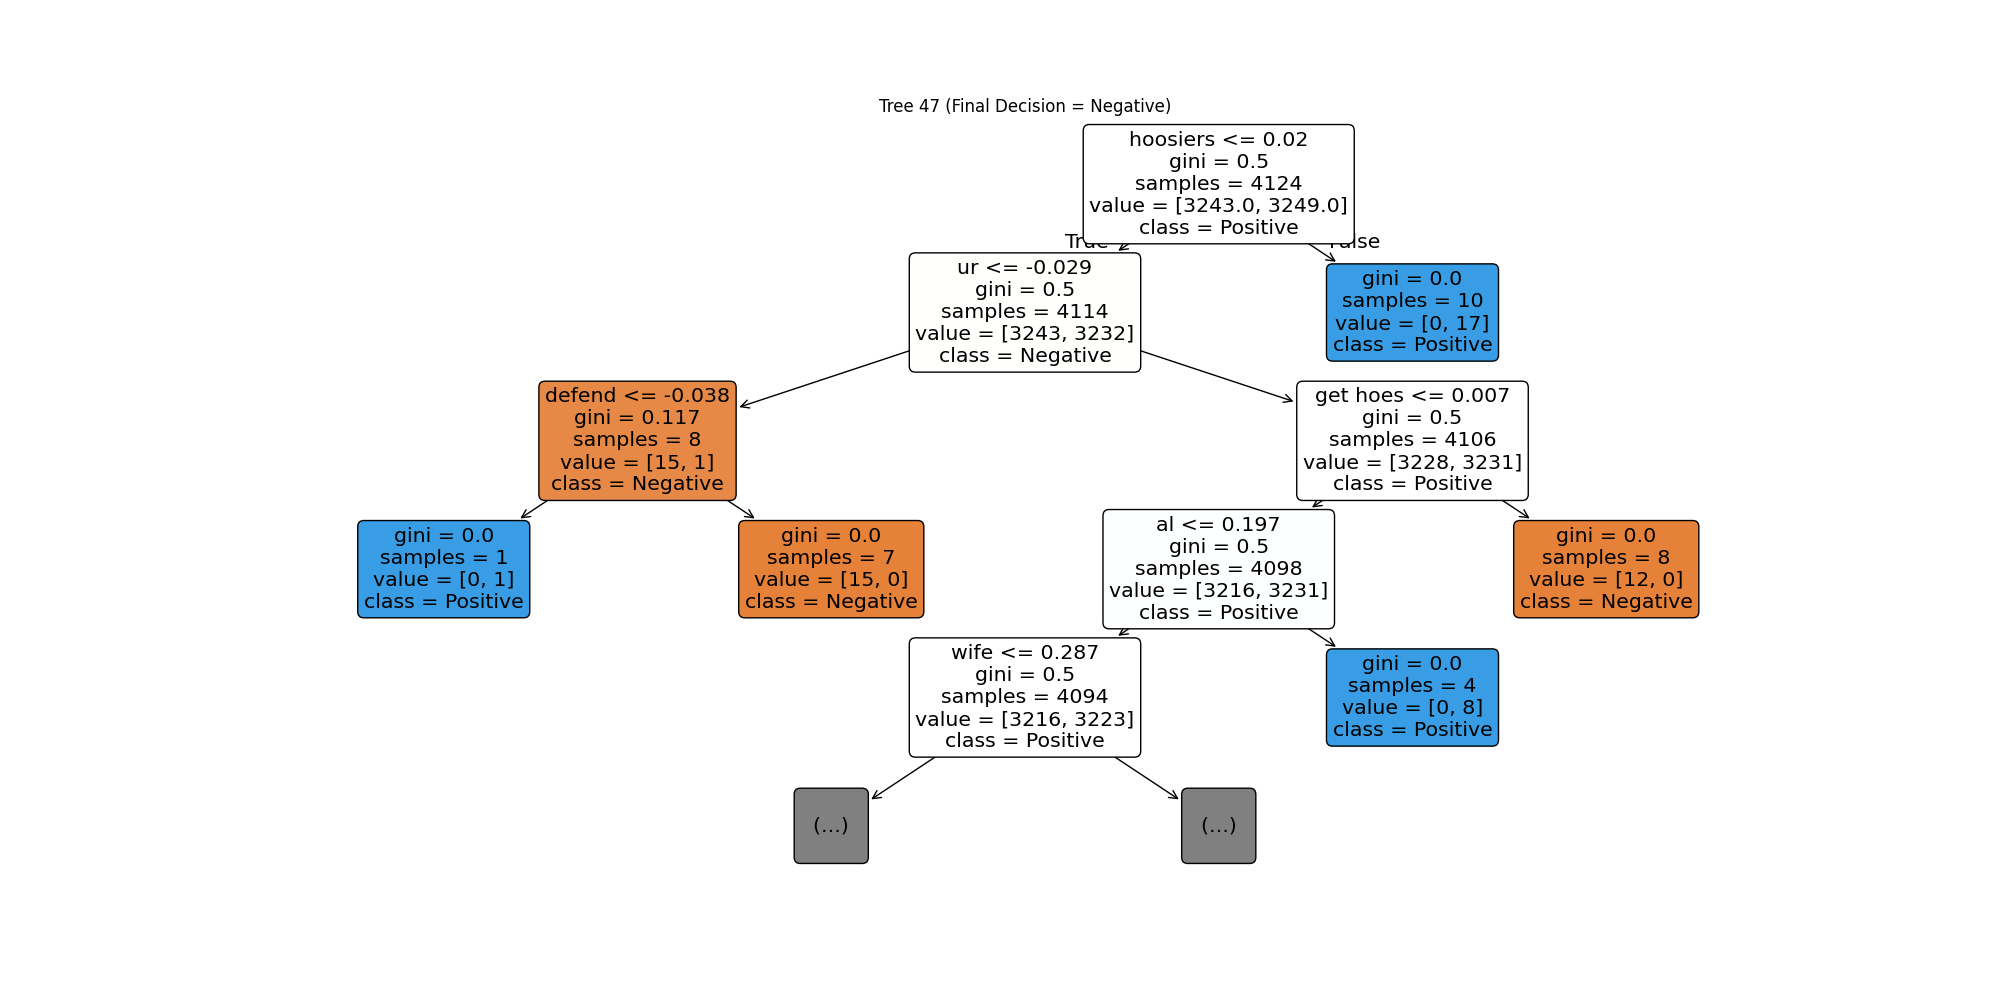 Tree 47 (Final Decision = Negative)
hoosiers <= 0.02
gini = 0.5
samples = 4124
value = [3243.0, 3249.0]
class = Positive
True
False
ur <= -0.029
gini = 0.5
samples = 4114
value = [3243, 3232]
class = Negative
gini = 0.0
samples = 10
value = [0, 17]
class = Positive
defend <= -0.038
gini = 0.117
samples = 8
value = [15, 1]
class = Negative
get hoes <= 0.007
gini = 0.5
samples = 4106
value = [3228, 3231]
class = Positive
gini = 0.0
samples = 1
value = [0, 1]
class = Positive
gini = 0.0
samples = 7
value = [15, 0]
class = Negative
al <= 0.197
gini = 0.5
samples = 4098
value = [3216, 3231]
class = Positive
gini = 0.0
samples = 8
value = [12, 0]
class = Negative
wife <= 0.287
gini = 0.5
samples = 4094
value = [3216, 3223]
class = Positive
gini = 0.0
samples = 4
value = [0, 8]
class = Positive
(...)
(...)